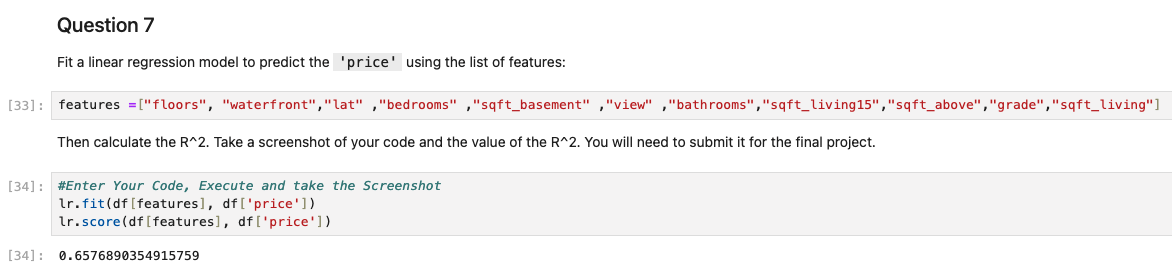 Question 7
Fit a linear regression model to predict the 'price' using the list of features:
[33]: features =["floors", "waterfront","lat" ,"bedrooms" ,"sqft_basement" ,"view" ,"bathrooms","sqft_living15","sqft_above","grade","sqft_living"]
Then calculate the R^2. Take a screenshot of your code and the value of the R^2. You will need to submit it for the final project.
[34]: #Enter Your Code, Execute and take the Screenshot
lr.fit(df[features], df['price'])
lr.score(df[features], df['price'])
[34]: 0.6576890354915759